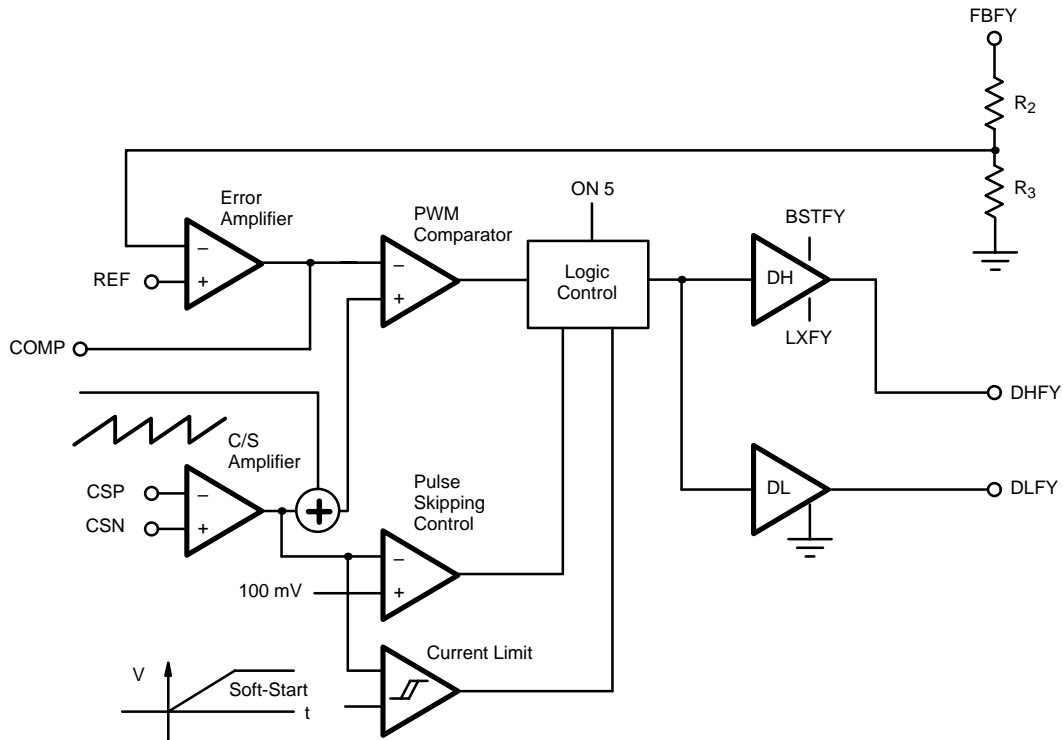 FBFY
R2
R3
Error
Amplifier
−
+
REF
COMP
PWM
Comparator
−
+
ON 5
Logic
Control
BSTFY
DH
LXFY
DHFY
C/S
Amplifier
CSP
−
CSN
+
+
Pulse
Skipping
Control
−
+
100 mV
DL
DLFY
Current Limit
V
Soft-Start
t